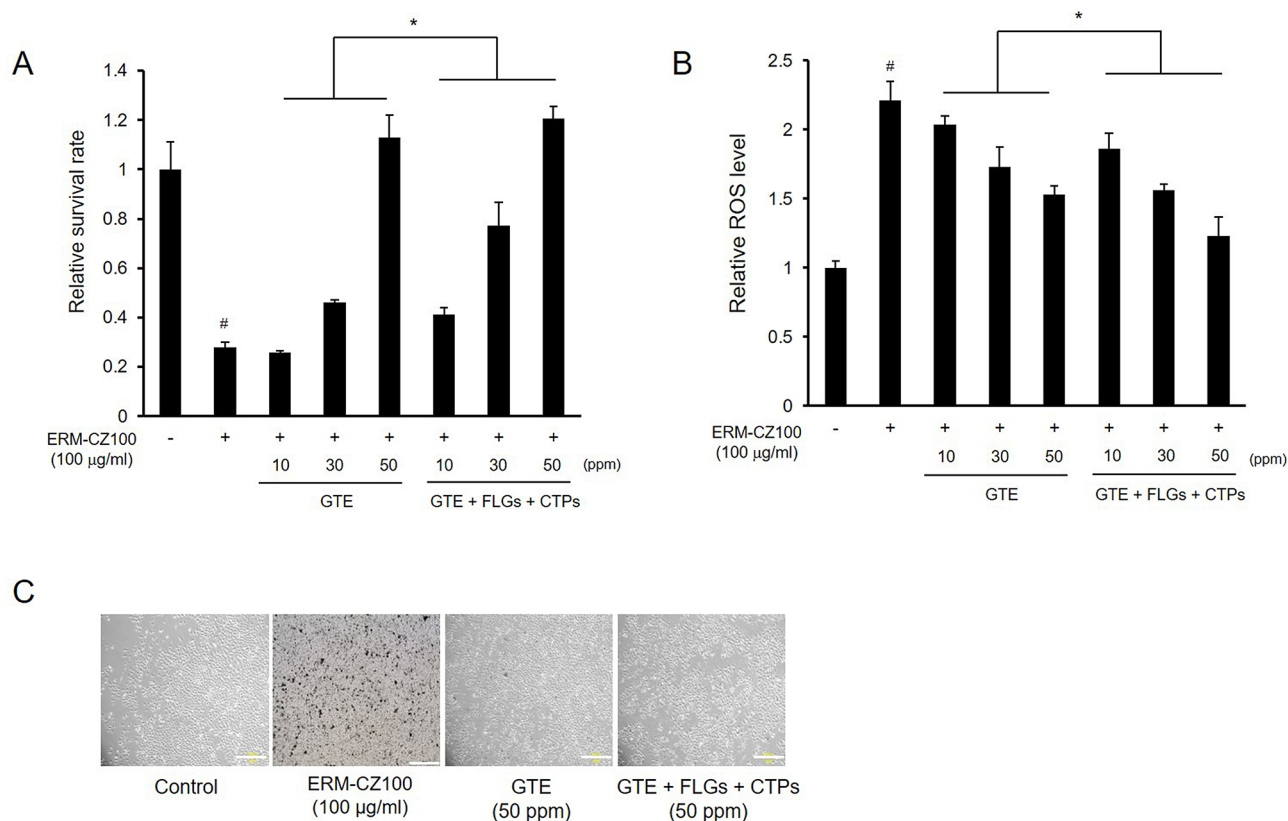 A
*
Relative survival rate
1.4
1.2
1
0.8
0.6
0.4
0.2
0
#
ERM-CZ100 - + + + + + + +
(100 µg/ml)
10 30 50 10 30 50 (ppm)
GTE GTE + FLGs + CTPs
B
*
Relative ROS level
2.5
2
1.5
1
0.5
0
#
ERM-CZ100 - + + + + + + +
(100 µg/ml)
10 30 50 10 30 50 (ppm)
GTE GTE + FLGs + CTPs
C
Control
ERM-CZ100
(100 µg/ml)
GTE
(50 ppm)
GTE + FLGs + CTPs
(50 ppm)